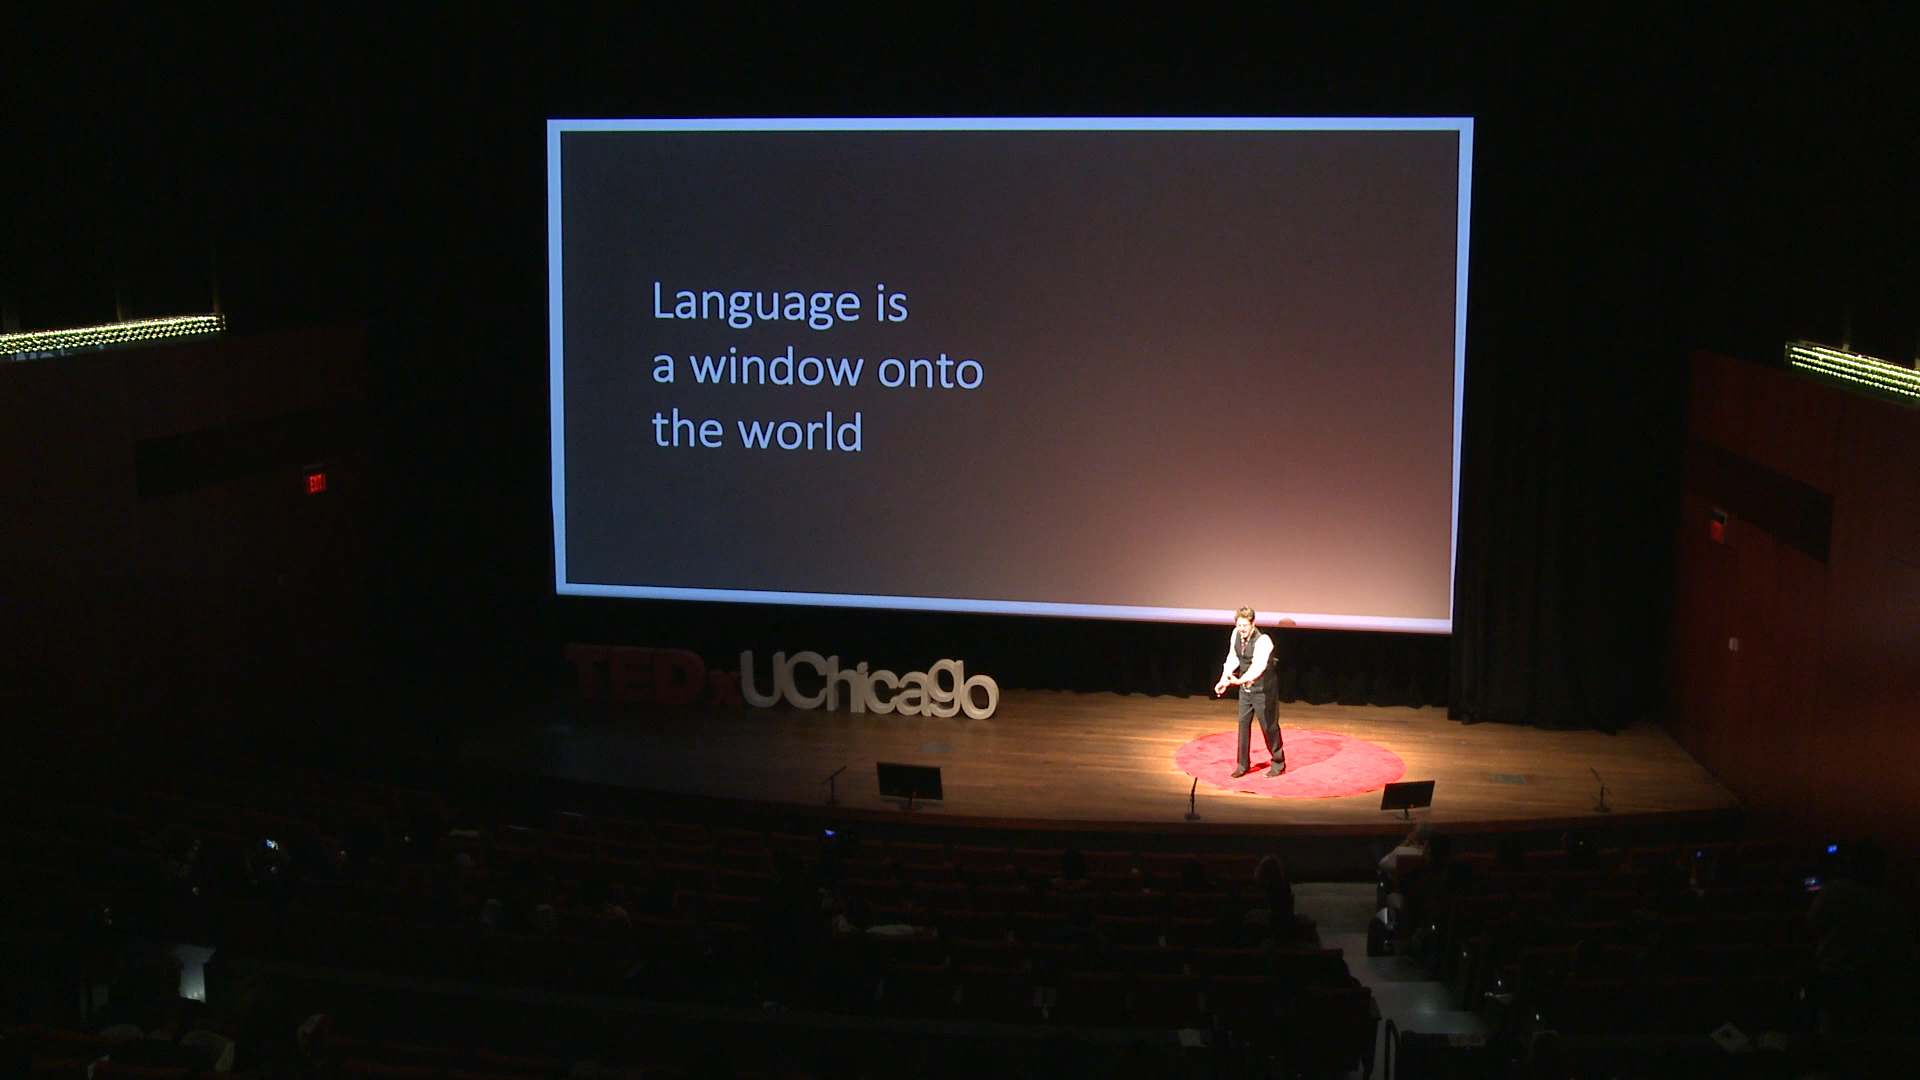 Language is
a window onto
the world
EXIT
TEDxUChicago